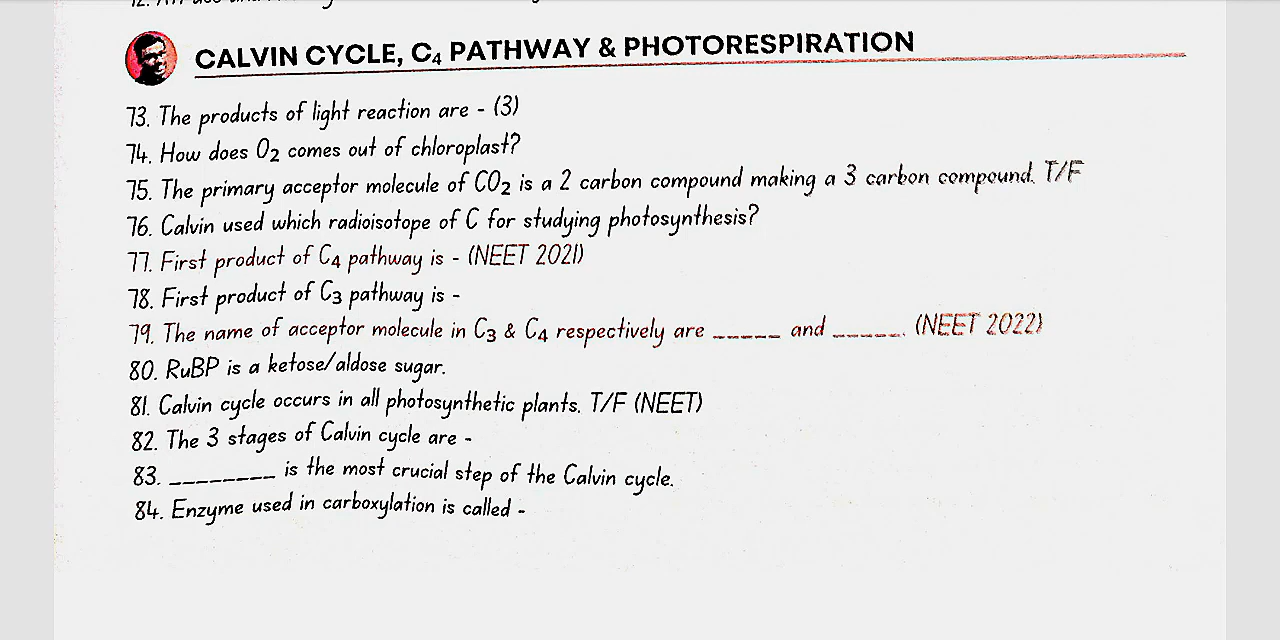 CALVIN CYCLE, C₄ PATHWAY & PHOTORESPIRATION
73. The products of light reaction are - (3)
74. How does O₂ comes out of chloroplast?
75. The primary acceptor molecule of CO₂ is a 2 carbon compound making a 3 carbon compound. T/F
76. Calvin used which radioisotope of C for studying photosynthesis?
77. First product of C₄ pathway is - (NEET 2021)
78. First product of C₃ pathway is -
79. The name of acceptor molecule in C₃ & C₄ respectively are _____ and _____. (NEET 2022)
80. RuBP is a ketose/aldose sugar.
81. Calvin cycle occurs in all photosynthetic plants. T/F (NEET)
82. The 3 stages of Calvin cycle are -
83. ________ is the most crucial step of the Calvin cycle.
84. Enzyme used in carboxylation is called -